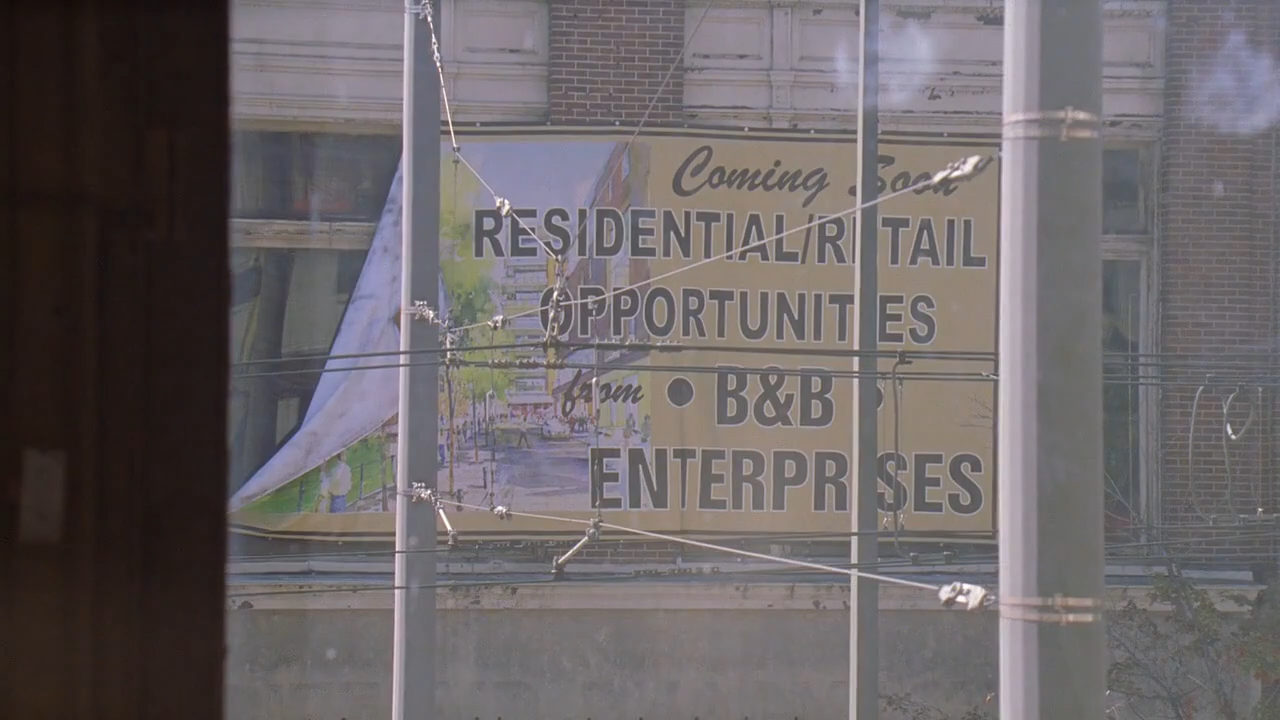 Coming Soon
RESIDENTIAL/RETAIL
OPPORTUNITIES
from • B&B •
ENTERPRISES